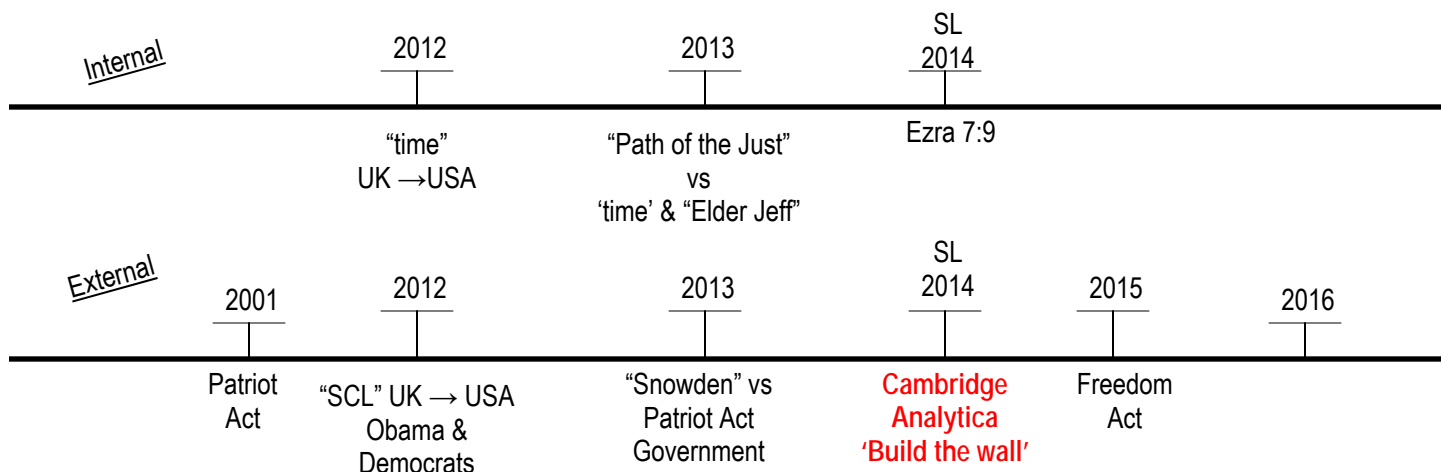 Internal
2012
2013
SL
2014
“time”
UK →USA
“Path of the Just”
vs
‘time’ & “Elder Jeff”
Ezra 7:9
External
2001
2012
2013
SL
2014
2015
2016
Patriot
Act
“SCL” UK → USA
Obama &
Democrats
“Snowden” vs
Patriot Act
Government
Cambridge
Analytica
‘Build the wall’
Freedom
Act